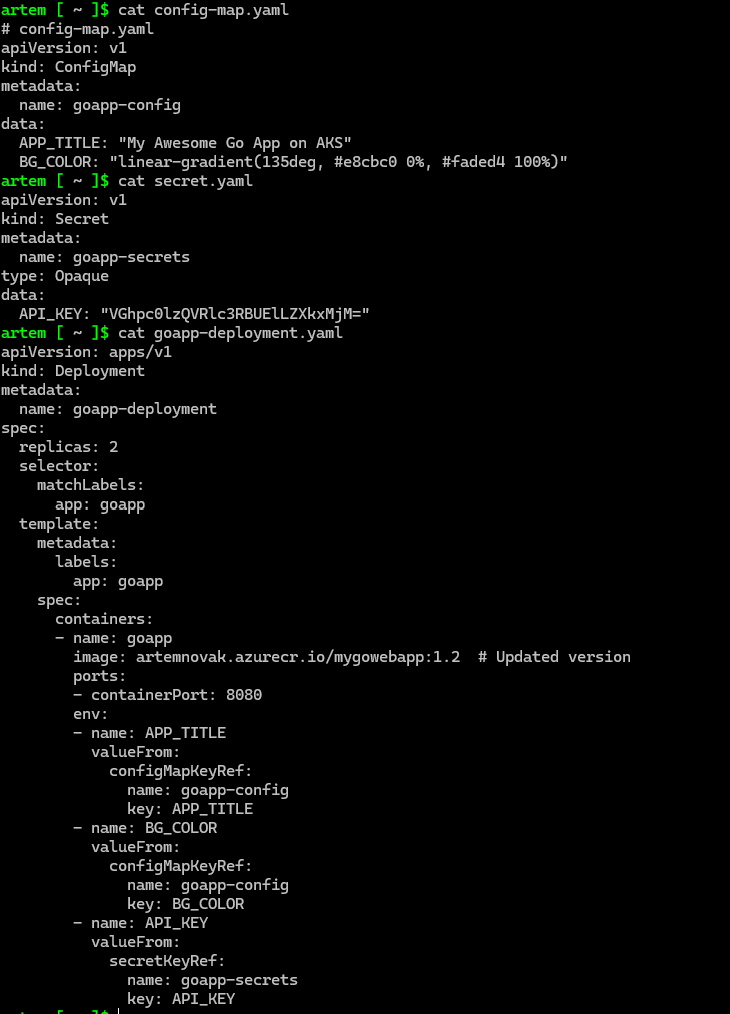 artem [ ~ ]$ cat config-map.yaml
# config-map.yaml
apiVersion: v1
kind: ConfigMap
metadata:
  name: goapp-config
data:
  APP_TITLE: "My Awesome Go App on AKS"
  BG_COLOR: "linear-gradient(135deg, #e8cbc0 0%, #faded4 100%)"
artem [ ~ ]$ cat secret.yaml
apiVersion: v1
kind: Secret
metadata:
  name: goapp-secrets
type: Opaque
data:
  API_KEY: "VGhpc0lzQVRlc3RBUElLZXkxMjM="
artem [ ~ ]$ cat goapp-deployment.yaml
apiVersion: apps/v1
kind: Deployment
metadata:
  name: goapp-deployment
spec:
  replicas: 2
  selector:
    matchLabels:
      app: goapp
  template:
    metadata:
      labels:
        app: goapp
    spec:
      containers:
      - name: goapp
        image: artemnovak.azurecr.io/mygowebapp:1.2  # Updated version
        ports:
        - containerPort: 8080
        env:
        - name: APP_TITLE
          valueFrom:
            configMapKeyRef:
              name: goapp-config
              key: APP_TITLE
        - name: BG_COLOR
          valueFrom:
            configMapKeyRef:
              name: goapp-config
              key: BG_COLOR
        - name: API_KEY
          valueFrom:
            secretKeyRef:
              name: goapp-secrets
              key: API_KEY
artem [ ~ ]$